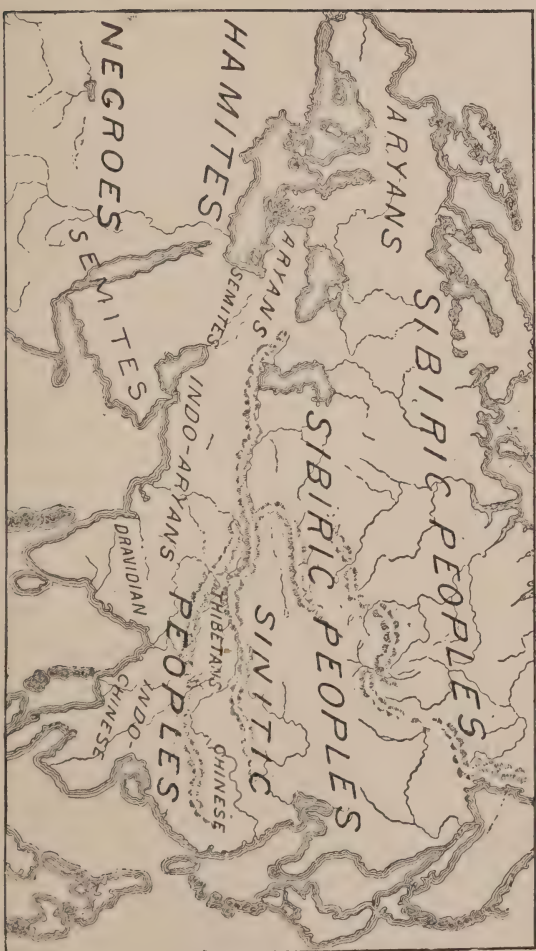 SIBIRIC PEOPLES
ARYANS
SIBIRIC PEOPLES
ARYANS
HAMITES
SEMITES
SINITIC
PEOPLES
THIBETANS
CHINESE
INDO-ARYANS
NEGROES
SEMITES
DRAVIDIAN
INDO-
CHINESE